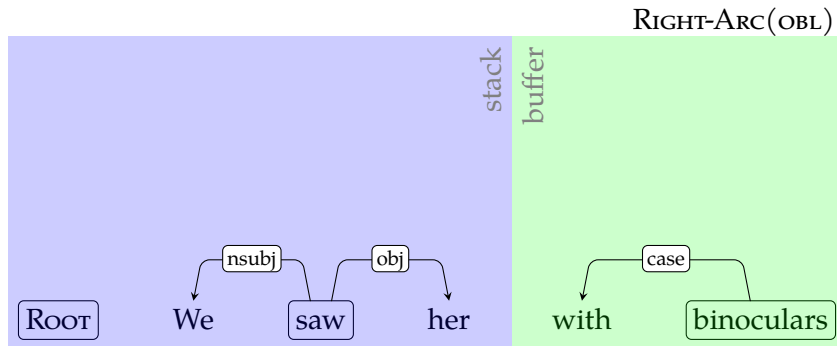 RIGHT-ARC(OBL)
stack
buffer
nsubj obj case
ROOT We saw her with binoculars